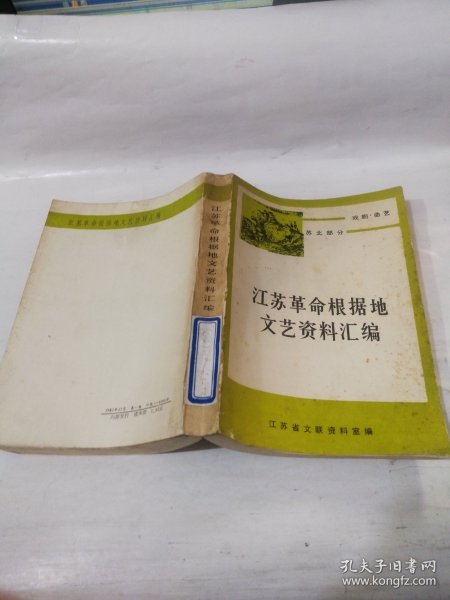 戏剧·曲艺
苏北部分
江苏革命根据地
文艺资料汇编
江苏省文联资料室编
江苏革命根据地文艺资料汇编
江苏革命根据地文艺资料汇编
孔夫子旧书网
www.kongfz.com